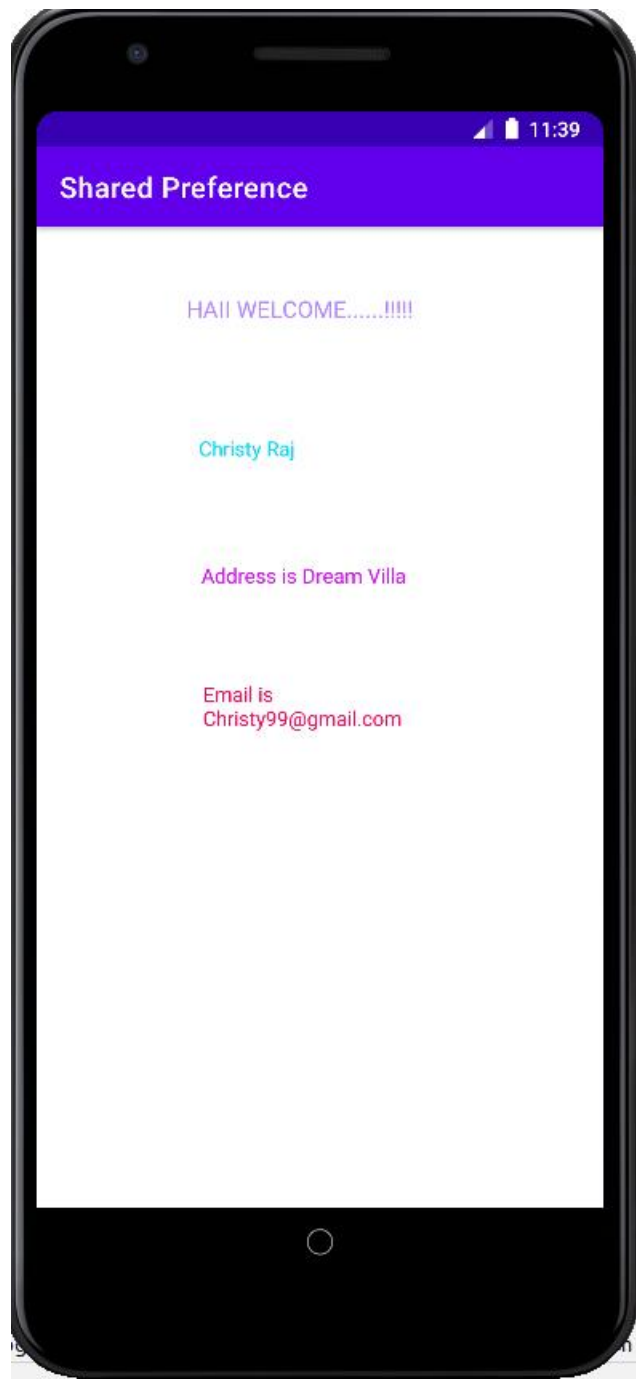 11:39
Shared Preference
HAII WELCOME......!!!!!
Christy Raj
Address is Dream Villa
Email is
Christy99@gmail.com